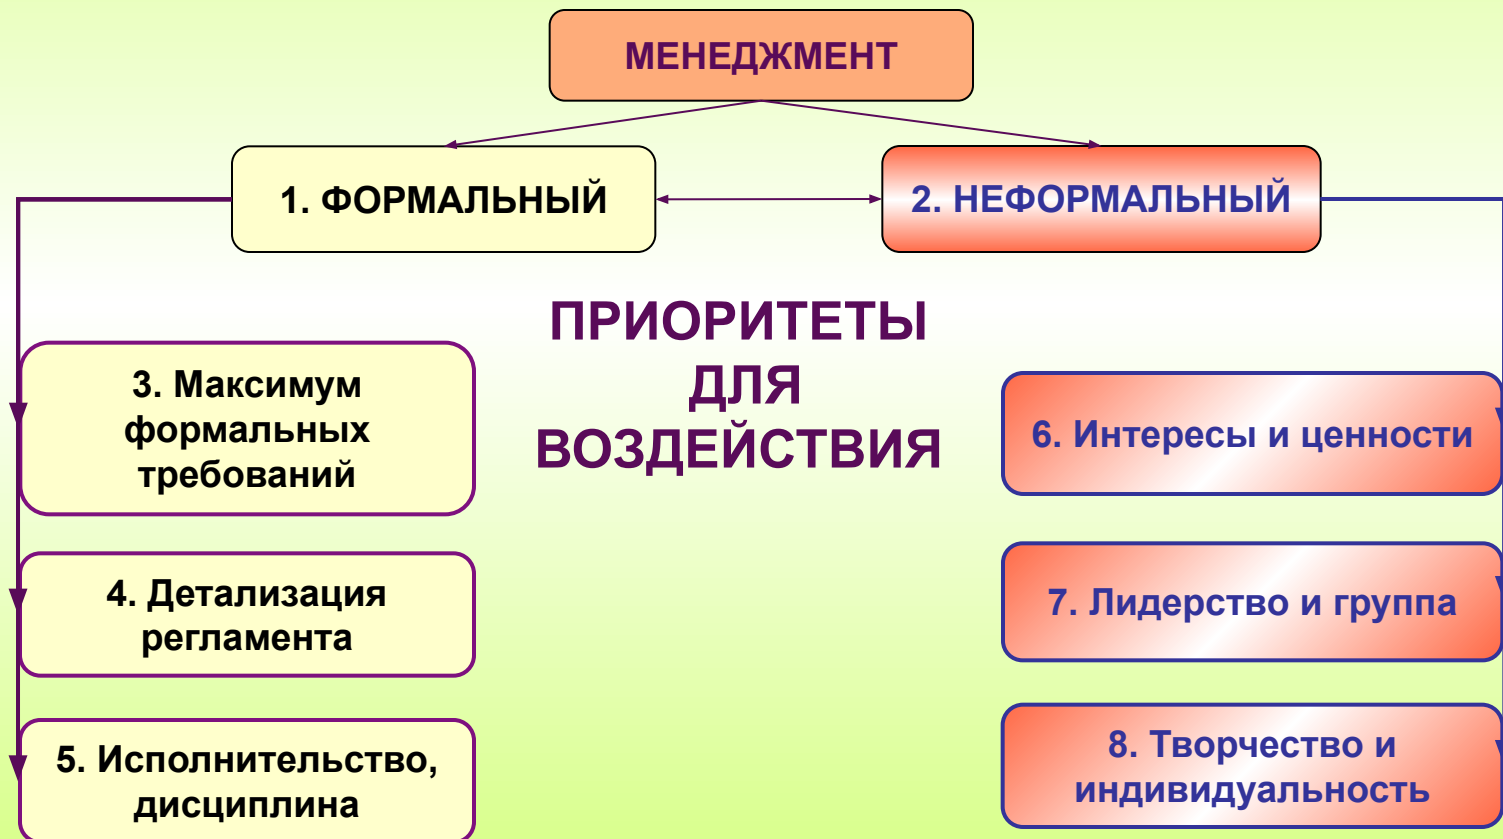 МЕНЕДЖМЕНТ
1. ФОРМАЛЬНЫЙ
2. НЕФОРМАЛЬНЫЙ
ПРИОРИТЕТЫ
ДЛЯ
ВОЗДЕЙСТВИЯ
3. Максимум
формальных
требований
4. Детализация
регламента
5. Исполнительство,
дисциплина
6. Интересы и ценности
7. Лидерство и группа
8. Творчество и
индивидуальность